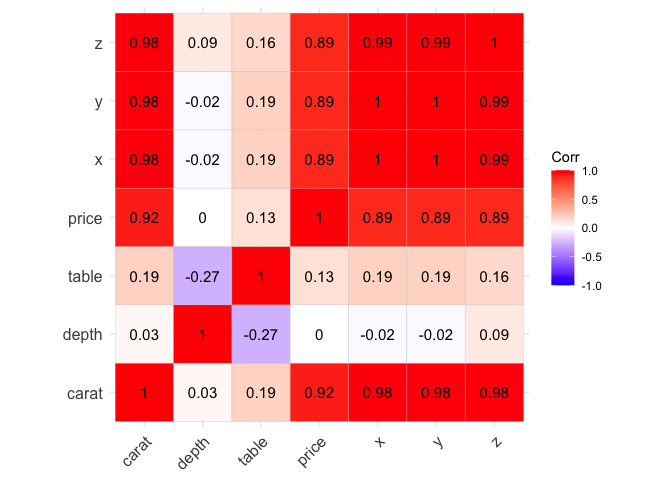 z 0.98 0.09 0.16 0.89 0.99 0.99 1
y 0.98 -0.02 0.19 0.89 1 1 0.99
x 0.98 -0.02 0.19 0.89 1 1 0.99
price 0.92 0 0.13 1 0.89 0.89 0.89
table 0.19 -0.27 1 0.13 0.19 0.19 0.16
depth 0.03 1 -0.27 0 -0.02 -0.02 0.09
carat 1 0.03 0.19 0.92 0.98 0.98 0.98
carat depth table price x y z
Corr
1.0
0.5
0.0
-0.5
-1.0